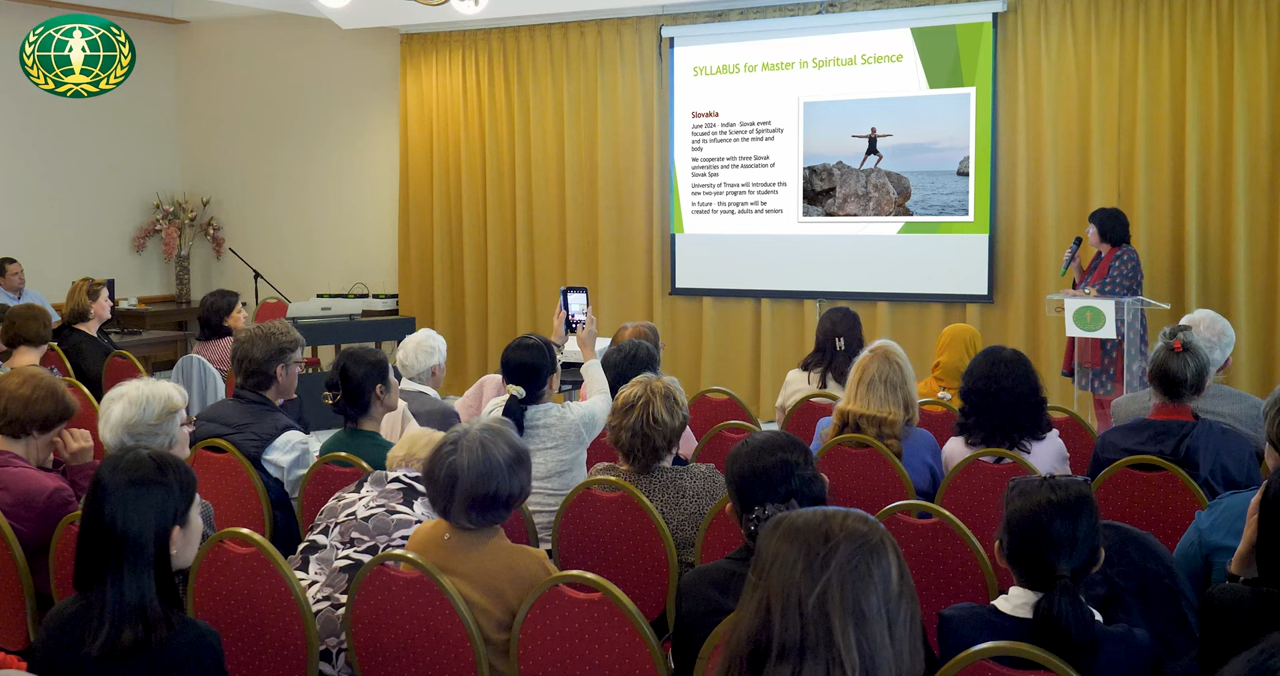 SYLLABUS for Master in Spiritual Science
Slovakia
June 2024 - Indian -Slovak event
focused on the Science of Spirituality
and its influence on the mind and
body
We cooperate with three Slovak
universities and the Association of
Slovak Spas
University of Trnava will introduce this
new two-year program for students
In future - this program will be
created for young, adults and seniors